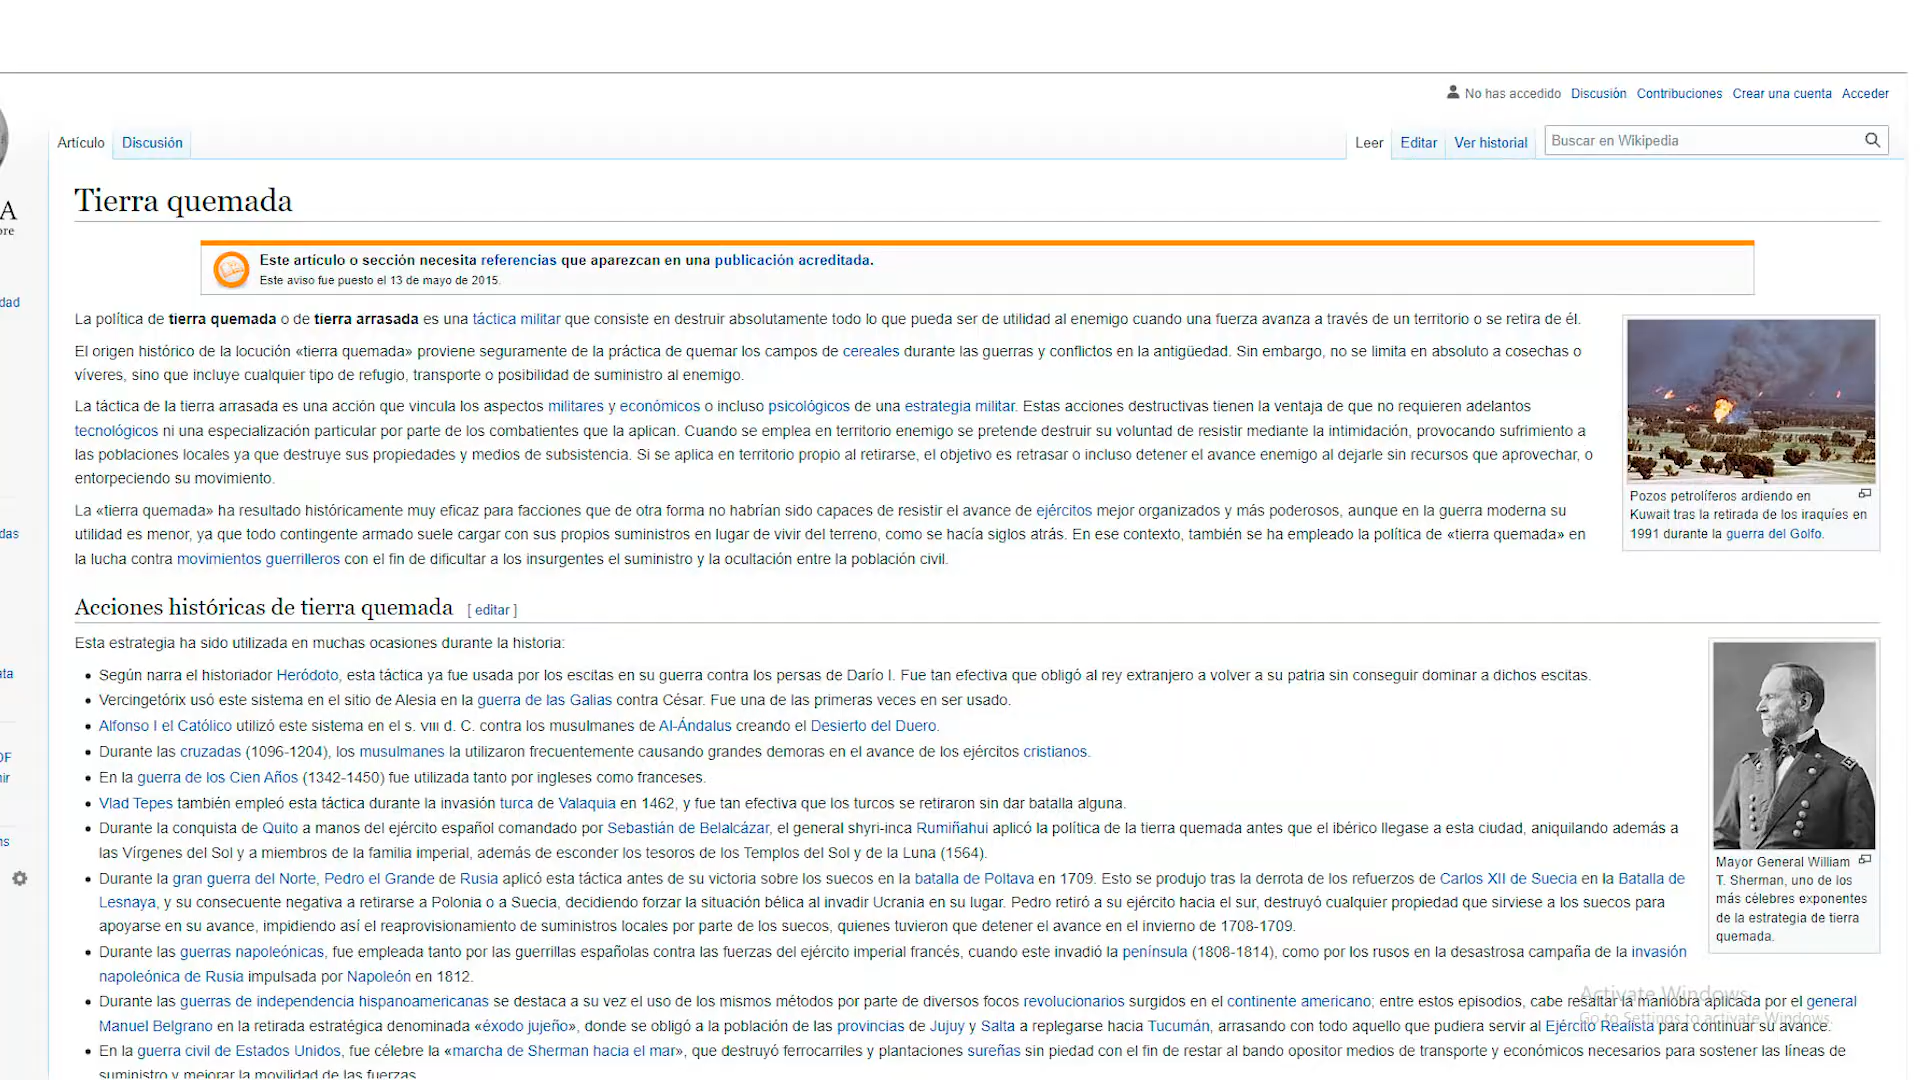 No has accedido Discusión Contribuciones Crear una cuenta Acceder
Artículo Discusión Leer Editar Ver historial Buscar en Wikipedia
A
ore
Tierra quemada
Este artículo o sección necesita referencias que aparezcan en una publicación acreditada.
Este aviso fue puesto el 13 de mayo de 2015.
dad
La política de tierra quemada o de tierra arrasada es una táctica militar que consiste en destruir absolutamente todo lo que pueda ser de utilidad al enemigo cuando una fuerza avanza a través de un territorio o se retira de él.
El origen histórico de la locución «tierra quemada» proviene seguramente de la práctica de quemar los campos de cereales durante las guerras y conflictos en la antigüedad. Sin embargo, no se limita en absoluto a cosechas o
víveres, sino que incluye cualquier tipo de refugio, transporte o posibilidad de suministro al enemigo.
La táctica de la tierra arrasada es una acción que vincula los aspectos militares y económicos o incluso psicológicos de una estrategia militar. Estas acciones destructivas tienen la ventaja de que no requieren adelantos
tecnológicos ni una especialización particular por parte de los combatientes que la aplican. Cuando se emplea en territorio enemigo se pretende destruir su voluntad de resistir mediante la intimidación, provocando sufrimiento a
las poblaciones locales ya que destruye sus propiedades y medios de subsistencia. Si se aplica en territorio propio al retirarse, el objetivo es retrasar o incluso detener el avance enemigo al dejarle sin recursos que aprovechar, o
entorpeciendo su movimiento.
La «tierra quemada» ha resultado históricamente muy eficaz para facciones que de otra forma no habrían sido capaces de resistir el avance de ejércitos mejor organizados y más poderosos, aunque en la guerra moderna su
utilidad es menor, ya que todo contingente armado suele cargar con sus propios suministros en lugar de vivir del terreno, como se hacía siglos atrás. En ese contexto, también se ha empleado la política de «tierra quemada» en
la lucha contra movimientos guerrilleros con el fin de dificultar a los insurgentes el suministro y la ocultación entre la población civil.
Pozos petrolíferos ardiendo en
Kuwait tras la retirada de los iraquíes en
1991 durante la guerra del Golfo.
das
Acciones históricas de tierra quemada [ editar ]
Esta estrategia ha sido utilizada en muchas ocasiones durante la historia:
ata
• Según narra el historiador Heródoto, esta táctica ya fue usada por los escitas en su guerra contra los persas de Darío I. Fue tan efectiva que obligó al rey extranjero a volver a su patria sin conseguir dominar a dichos escitas.
• Vercingetórix usó este sistema en el sitio de Alesia en la guerra de las Galias contra César. Fue una de las primeras veces en ser usado.
• Alfonso I el Católico utilizó este sistema en el s. VIII d. C. contra los musulmanes de Al-Ándalus creando el Desierto del Duero.
• Durante las cruzadas (1096-1204), los musulmanes la utilizaron frecuentemente causando grandes demoras en el avance de los ejércitos cristianos.
• En la guerra de los Cien Años (1342-1450) fue utilizada tanto por ingleses como franceses.
• Vlad Tepes también empleó esta táctica durante la invasión turca de Valaquia en 1462, y fue tan efectiva que los turcos se retiraron sin dar batalla alguna.
• Durante la conquista de Quito a manos del ejército español comandado por Sebastián de Belalcázar, el general shyri-inca Rumiñahui aplicó la política de la tierra quemada antes que el ibérico llegase a esta ciudad, aniquilando además a
las Vírgenes del Sol y a miembros de la familia imperial, además de esconder los tesoros de los Templos del Sol y de la Luna (1564).
• Durante la gran guerra del Norte, Pedro el Grande de Rusia aplicó esta táctica antes de su victoria sobre los suecos en la batalla de Poltava en 1709. Esto se produjo tras la derrota de los refuerzos de Carlos XII de Suecia en la Batalla de
Lesnaya, y su consecuente negativa a retirarse a Polonia o a Suecia, decidiendo forzar la situación bélica al invadir Ucrania en su lugar. Pedro retiró a su ejército hacia el sur, destruyó cualquier propiedad que sirviese a los suecos para
apoyarse en su avance, impidiendo así el reaprovisionamiento de suministros locales por parte de los suecos, quienes tuvieron que detener el avance en el invierno de 1708-1709.
• Durante las guerras napoleónicas, fue empleada tanto por las guerrillas españolas contra las fuerzas del ejército imperial francés, cuando este invadió la península (1808-1814), como por los rusos en la desastrosa campaña de la invasión
napoleónica de Rusia impulsada por Napoleón en 1812.
• Durante las guerras de independencia hispanoamericanas se destaca a su vez el uso de los mismos métodos por parte de diversos focos revolucionarios surgidos en el continente americano; entre estos episodios, cabe resaltar la maniobra aplicada por el general
Manuel Belgrano en la retirada estratégica denominada «éxodo jujeño», donde se obligó a la población de las provincias de Jujuy y Salta a replegarse hacia Tucumán, arrasando con todo aquello que pudiera servir al Ejército Realista para continuar su avance.
• En la guerra civil de Estados Unidos, fue célebre la «marcha de Sherman hacia el mar», que destruyó ferrocarriles y plantaciones sureñas sin piedad con el fin de restar al bando opositor medios de transporte y económicos necesarios para sostener las líneas de
suministro y mejorar la movilidad de las fuerzas.
DF
ir
ns
Mayor General William
T. Sherman, uno de los
más célebres exponentes
de la estrategia de tierra
quemada.
Activate Windows
Go to Settings to activate Windows.